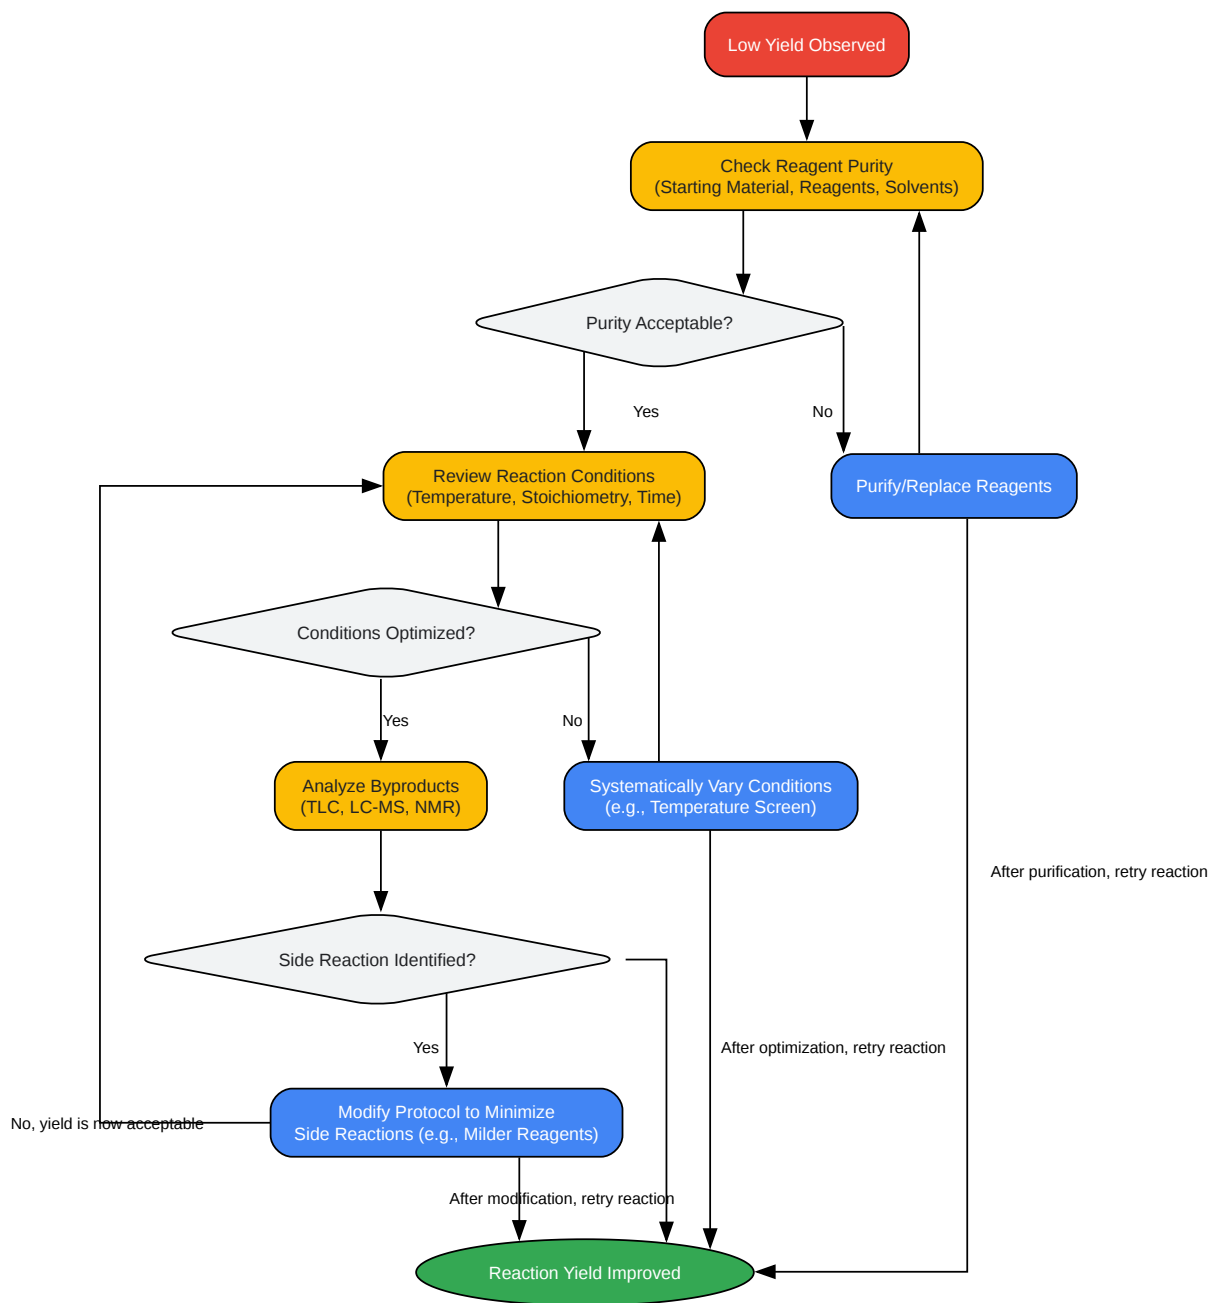 Low Yield Observed
Check Reagent Purity
(Starting Material, Reagents, Solvents)
Purity Acceptable?
Yes
No
Review Reaction Conditions
(Temperature, Stoichiometry, Time)
Purify/Replace Reagents
Conditions Optimized?
Yes
No
Analyze Byproducts
(TLC, LC-MS, NMR)
Systematically Vary Conditions
(e.g., Temperature Screen)
After purification, retry reaction
Side Reaction Identified?
Yes
After optimization, retry reaction
No, yield is now acceptable
Modify Protocol to Minimize
Side Reactions (e.g., Milder Reagents)
After modification, retry reaction
Reaction Yield Improved